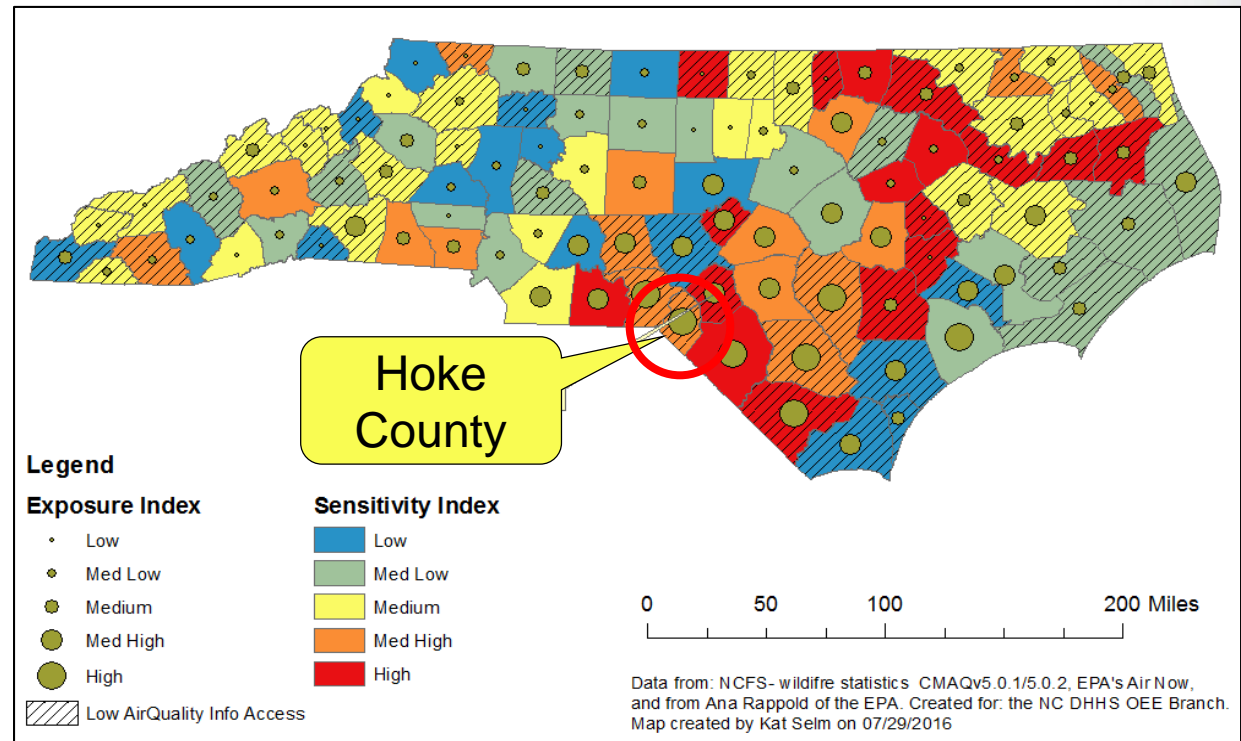 Hoke
County
Legend
Exposure Index
Low
Med Low
Medium
Med High
High
Low AirQuality Info Access
Sensitivity Index
Low
Med Low
Medium
Med High
High
0 50 100 200 Miles
Data from: NCFS- wildifre statistics CMAQv5.0.1/5.0.2, EPA's Air Now,
and from Ana Rappold of the EPA. Created for: the NC DHHS OEE Branch.
Map created by Kat Selm on 07/29/2016